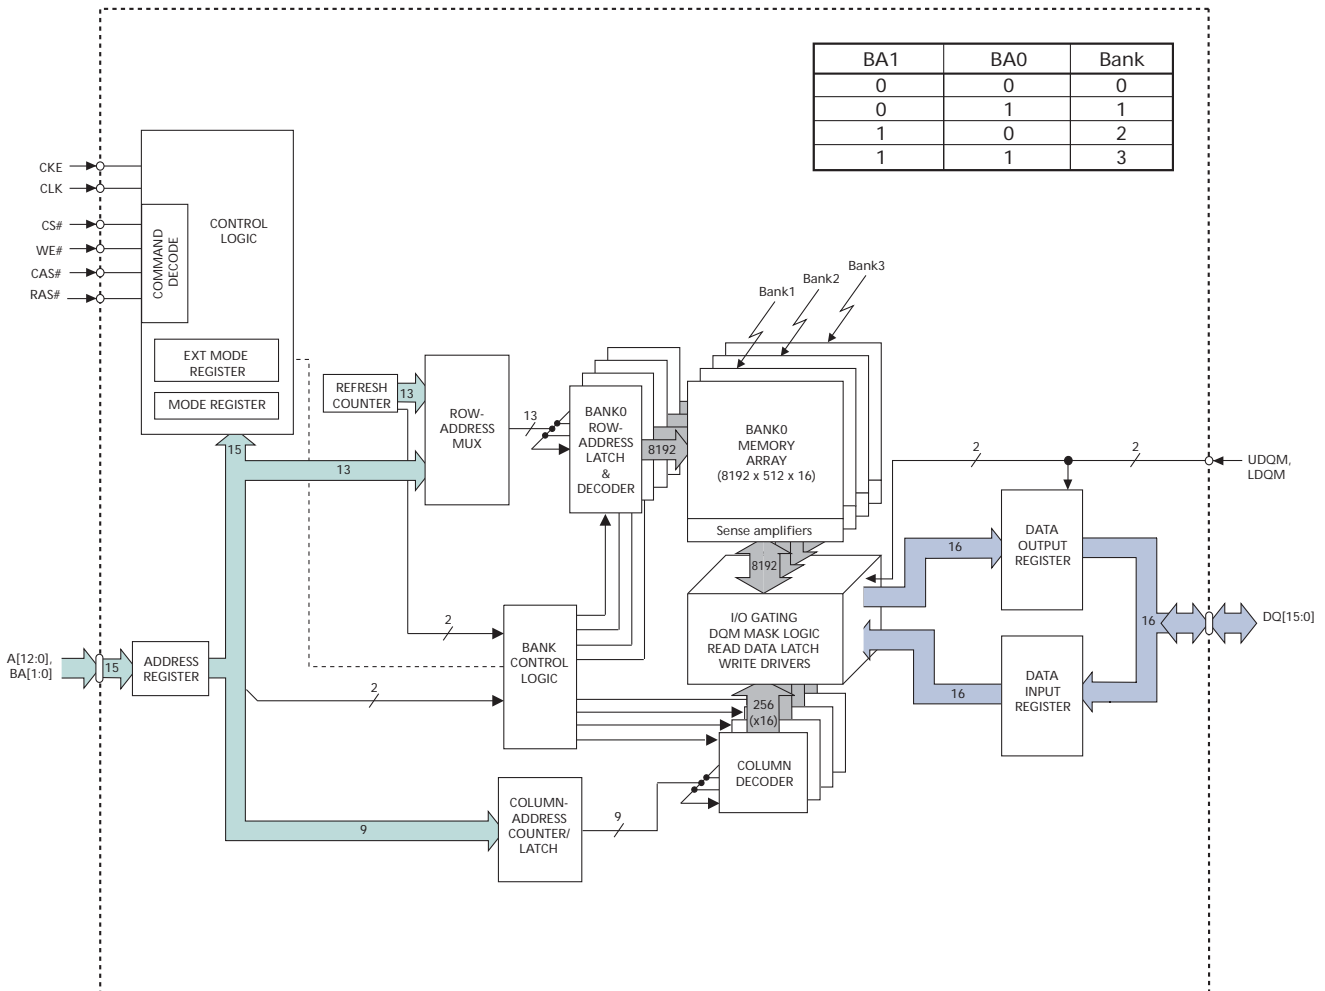 BA1 BA0 Bank
0 0 0
0 1 1
1 0 2
1 1 3
CKE
CLK
CS#
WE#
CAS#
RAS#
COMMAND
DECODE
CONTROL
LOGIC
EXT MODE
REGISTER
MODE REGISTER
15
13
REFRESH
COUNTER
13
ROW-
ADDRESS
MUX
13
BANK0
ROW-
ADDRESS
LATCH
&
DECODER
8192
Bank1
Bank2
Bank3
BANK0
MEMORY
ARRAY
(8192 x 512 x 16)
Sense amplifiers
8192
I/O GATING
DQM MASK LOGIC
READ DATA LATCH
WRITE DRIVERS
2
2
UDQM,
LDQM
16
DATA
OUTPUT
REGISTER
16
DQ[15:0]
16
DATA
INPUT
REGISTER
A[12:0],
BA[1:0]
15
ADDRESS
REGISTER
2
2
BANK
CONTROL
LOGIC
256
(x16)
COLUMN
DECODER
9
COLUMN-
ADDRESS
COUNTER/
LATCH
9